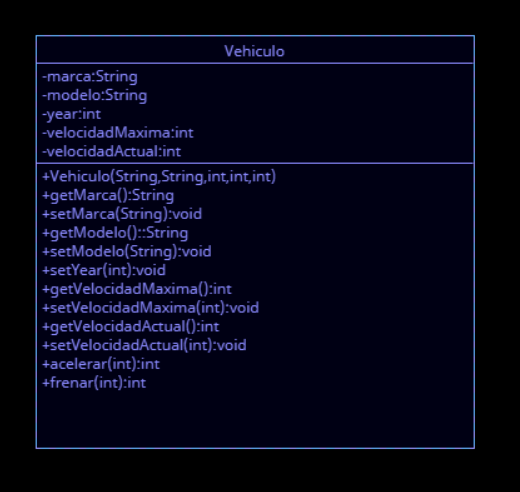 Vehiculo
-marca:String
-modelo:String
-year:int
-velocidadMaxima:int
-velocidadActual:int
+Vehiculo(String,String,int,int,int)
+getMarca():String
+setMarca(String):void
+getModelo()::String
+setModelo(String):void
+setYear(int):void
+getVelocidadMaxima():int
+setVelocidadMaxima(int):void
+getVelocidadActual():int
+setVelocidadActual(int):void
+acelerar(int):int
+frenar(int):int